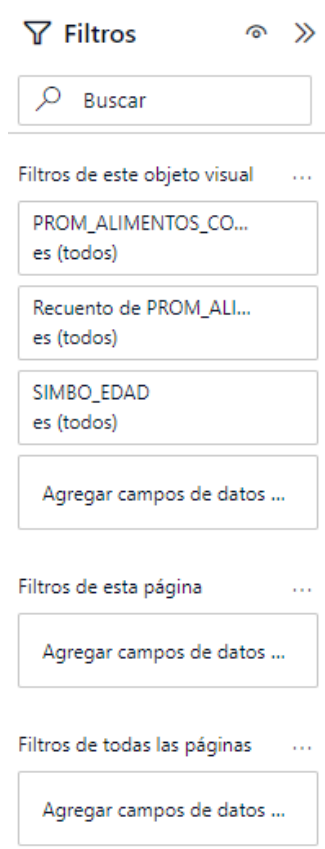 Filtros
Buscar
Filtros de este objeto visual ...
PROM_ALIMENTOS_CO...
es (todos)
Recuento de PROM_ALI...
es (todos)
SIMBO_EDAD
es (todos)
Agregar campos de datos ...
Filtros de esta página ...
Agregar campos de datos ...
Filtros de todas las páginas ...
Agregar campos de datos ...